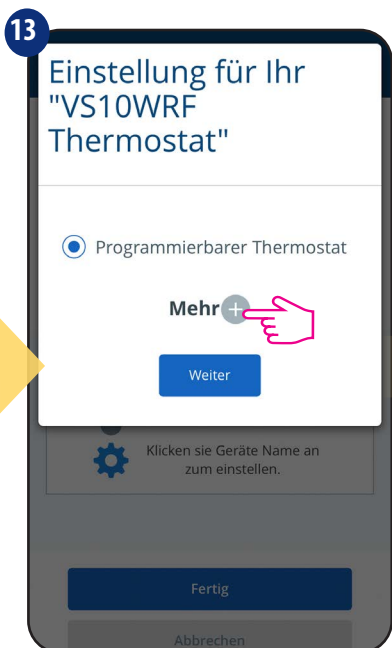 13
Einstellung für Ihr
"VS10WRF
Thermostat"
Programmierbarer Thermostat
Mehr +
Weiter
Klicken sie Geräte Name an
zum einstellen.
Fertig
Abbrechen